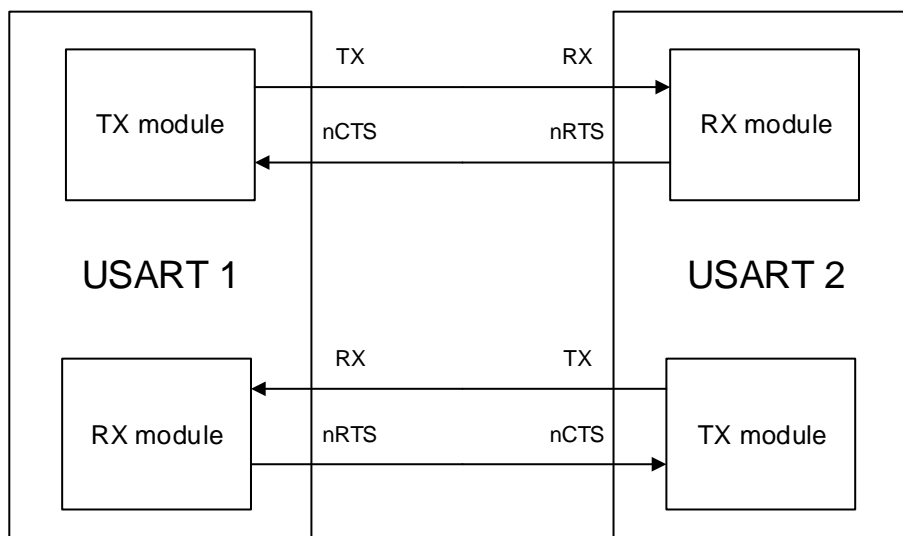 TX RX
TX module
nCTS nRTS
RX module
USART 1 USART 2
RX TX
RX module
nRTS nCTS
TX module